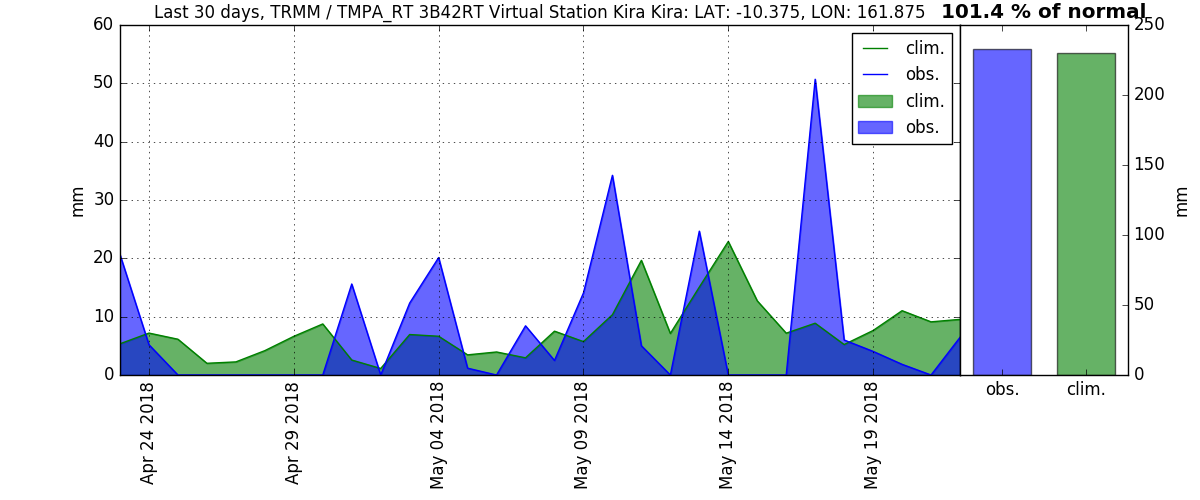 Last 30 days, TRMM / TMPA_RT 3B42RT Virtual Station Kira Kira: LAT: -10.375, LON: 161.875
101.4 % of normal
60
50
40
30
20
10
0
mm
clim.
obs.
clim.
obs.
250
200
150
100
50
0
mm
obs.
clim.
Apr 24 2018
Apr 29 2018
May 04 2018
May 09 2018
May 14 2018
May 19 2018